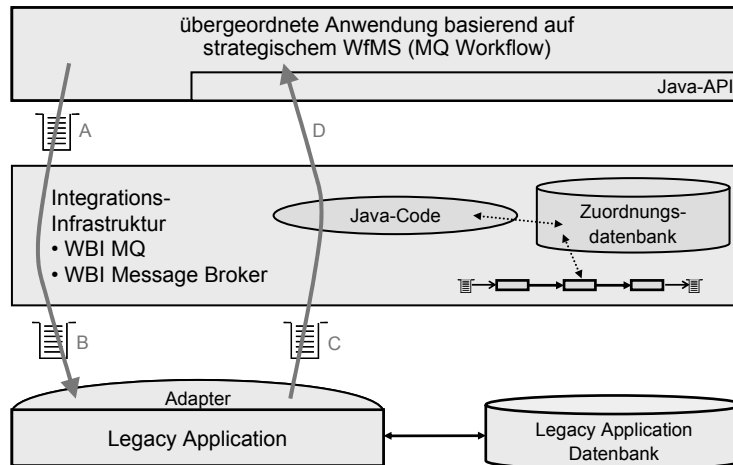 übergeordnete Anwendung basierend auf
strategischem WfMS (MQ Workflow)
Java-API
A
D
Integrations-
Infrastruktur
• WBI MQ
• WBI Message Broker
Java-Code
Zuordnungs-
datenbank
B
C
Adapter
Legacy Application
Legacy Application
Datenbank